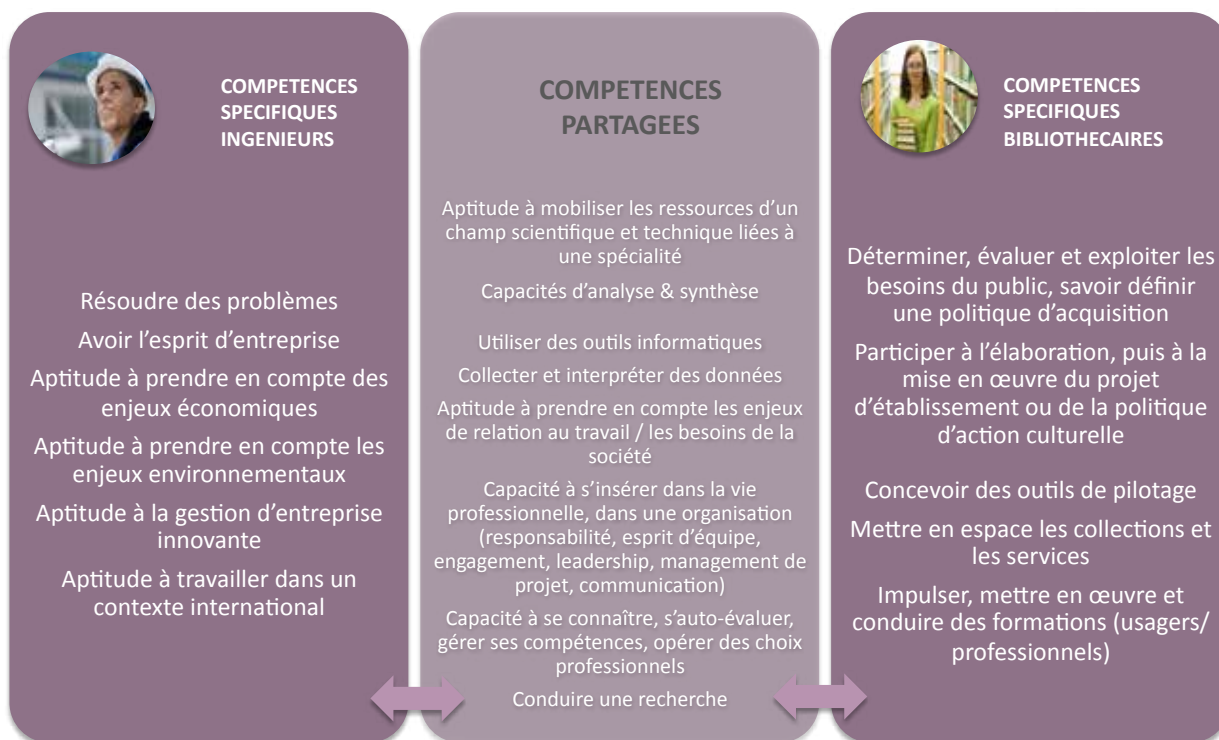 COMPETENCES
SPECIFIQUES
INGENIEURS
Résoudre des problèmes
Avoir l’esprit d’entreprise
Aptitude à prendre en compte des
enjeux économiques
Aptitude à prendre en compte les
enjeux environnementaux
Aptitude à la gestion d’entreprise
innovante
Aptitude à travailler dans un
contexte international
COMPETENCES
PARTAGEES
Aptitude à mobiliser les ressources d’un
champ scientifique et technique liées à
une spécialité
Capacités d’analyse & synthèse
Utiliser des outils informatiques
Collecter et interpréter des données
Aptitude à prendre en compte les enjeux
de relation au travail / les besoins de la
société
Capacité à s’insérer dans la vie
professionnelle, dans une organisation
(responsabilité, esprit d’équipe,
engagement, leadership, management de
projet, communication)
Capacité à se connaître, s’auto-évaluer,
gérer ses compétences, opérer des choix
professionnels
Conduire une recherche
COMPETENCES
SPECIFIQUES
BIBLIOTHECAIRES
Déterminer, évaluer et exploiter les
besoins du public, savoir définir
une politique d’acquisition
Participer à l’élaboration, puis à la
mise en œuvre du projet
d’établissement ou de la politique
d’action culturelle
Concevoir des outils de pilotage
Mettre en espace les collections et
les services
Impulser, mettre en œuvre et
conduire des formations (usagers/
professionnels)